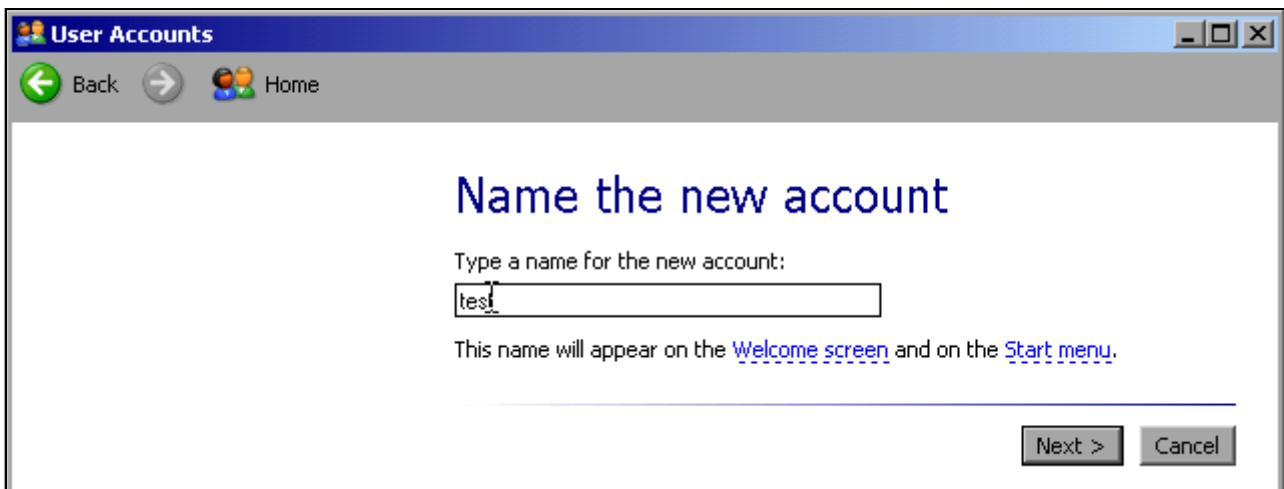 User Accounts
Back Home
Name the new account
Type a name for the new account:
test
This name will appear on the Welcome screen and on the Start menu.
Next > Cancel